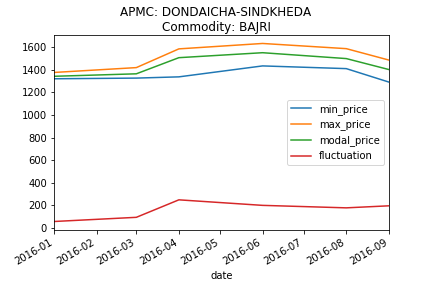 APMC: DONDAICHA-SINDKHEDA
Commodity: BAJRI
1600
1400
1200
1000
800
600
400
200
0
min_price
max_price
modal_price
fluctuation
2016-01
2016-02
2016-03
2016-04
2016-05
2016-06
2016-07
2016-08
2016-09
date